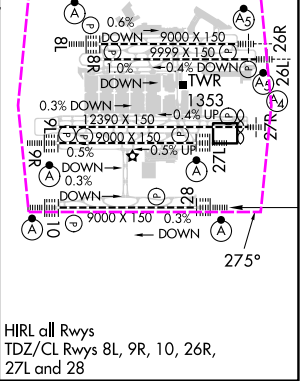 A
P
0.6%
A5
8L
DOWN
9000 X 150
26R
9999 X 150
P
P
26L
8R
1.0%
DOWN
0.4% DOWN
A5
DOWN
TWR
1353
A4
0.3% DOWN
0.4% UP
P
27R
9L
12390 X 150
P
P
9000 X 150
P
9R
0.5%
0.5% UP
27L
A
DOWN
0.3%
A
DOWN
P
28
10
9000 X 150
0.3%
A
DOWN
A
275°
HIRL all Rwys
TDZ/CL Rwys 8L, 9R, 10, 26R,
27L and 28